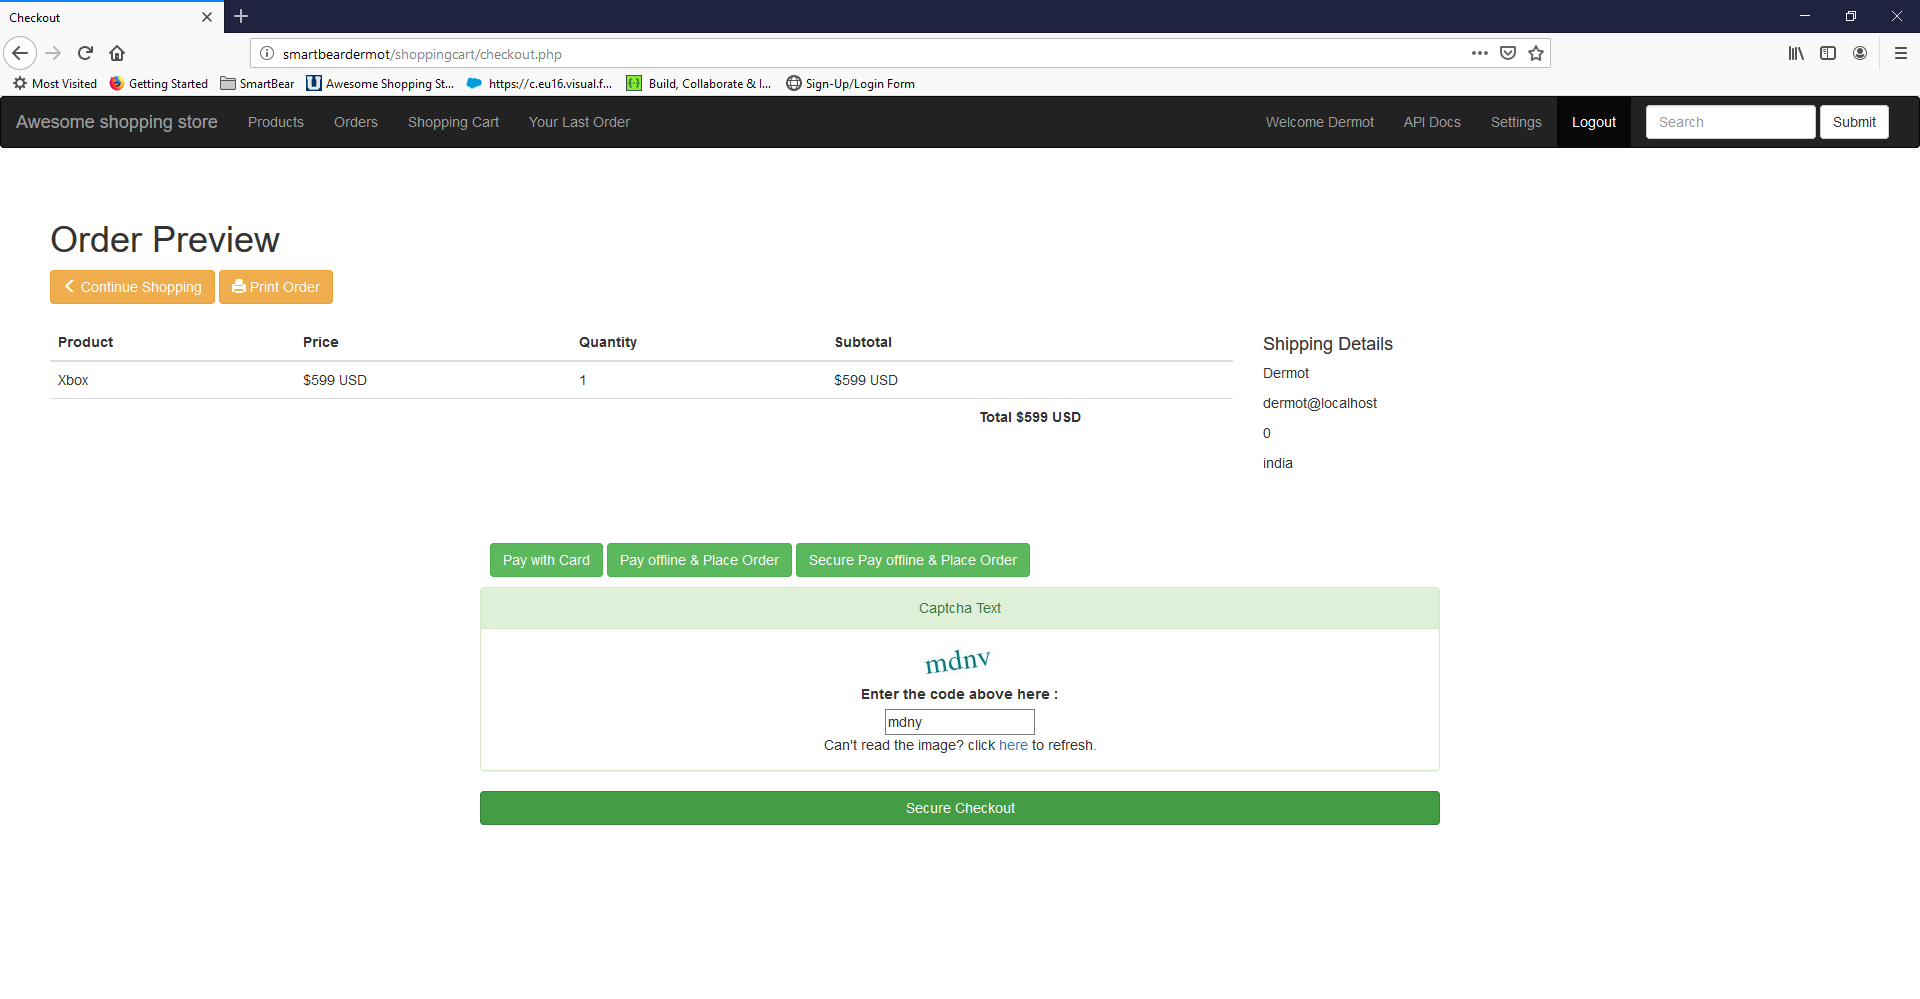 Checkout
smartbeardermot/shoppingcart/checkout.php
Most Visited Getting Started SmartBear Awesome Shopping St... https://c.eu16.visual.f... Build, Collaborate & I... Sign-Up/Login Form
Awesome shopping store Products Orders Shopping Cart Your Last Order Welcome Dermot API Docs Settings Logout Search Submit
Order Preview
Continue Shopping Print Order
Product Price Quantity Subtotal
Xbox $599 USD 1 $599 USD
Total $599 USD
Shipping Details
Dermot
dermot@localhost
0
india
Pay with Card Pay offline & Place Order Secure Pay offline & Place Order
Captcha Text
mdnv
Enter the code above here :
mdny
Can't read the image? click here to refresh.
Secure Checkout